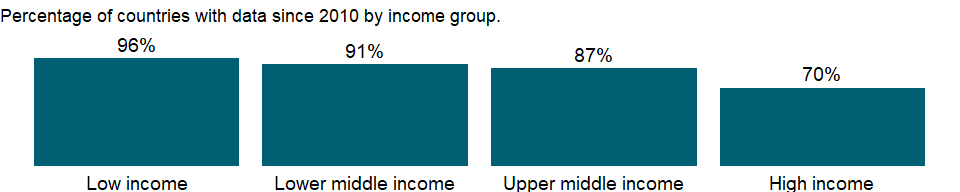 Percentage of countries with data since 2010 by income group.
96%
91%
87%
70%
Low income
Lower middle income
Upper middle income
High income